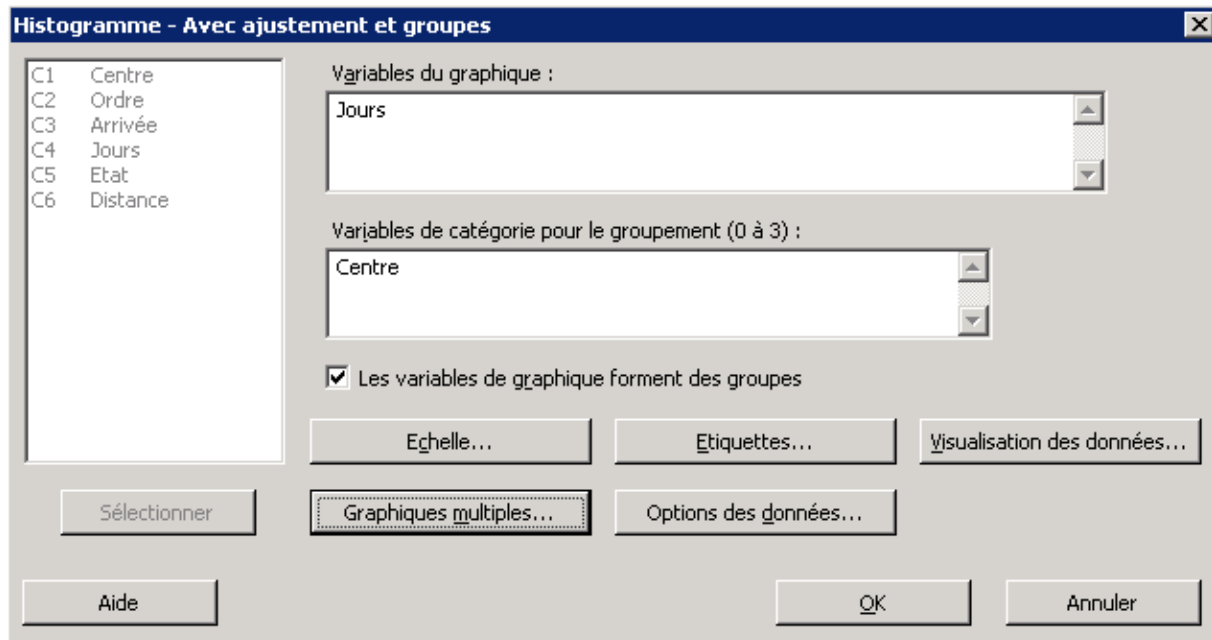 Histogramme - Avec ajustement et groupes
C1 Centre
C2 Ordre
C3 Arrivée
C4 Jours
C5 Etat
C6 Distance
Variables du graphique :
Jours
Variables de catégorie pour le groupement (0 à 3) :
Centre
Les variables de graphique forment des groupes
Echelle...
Etiquettes...
Visualisation des données...
Sélectionner
Graphiques multiples...
Options des données...
Aide
OK
Annuler